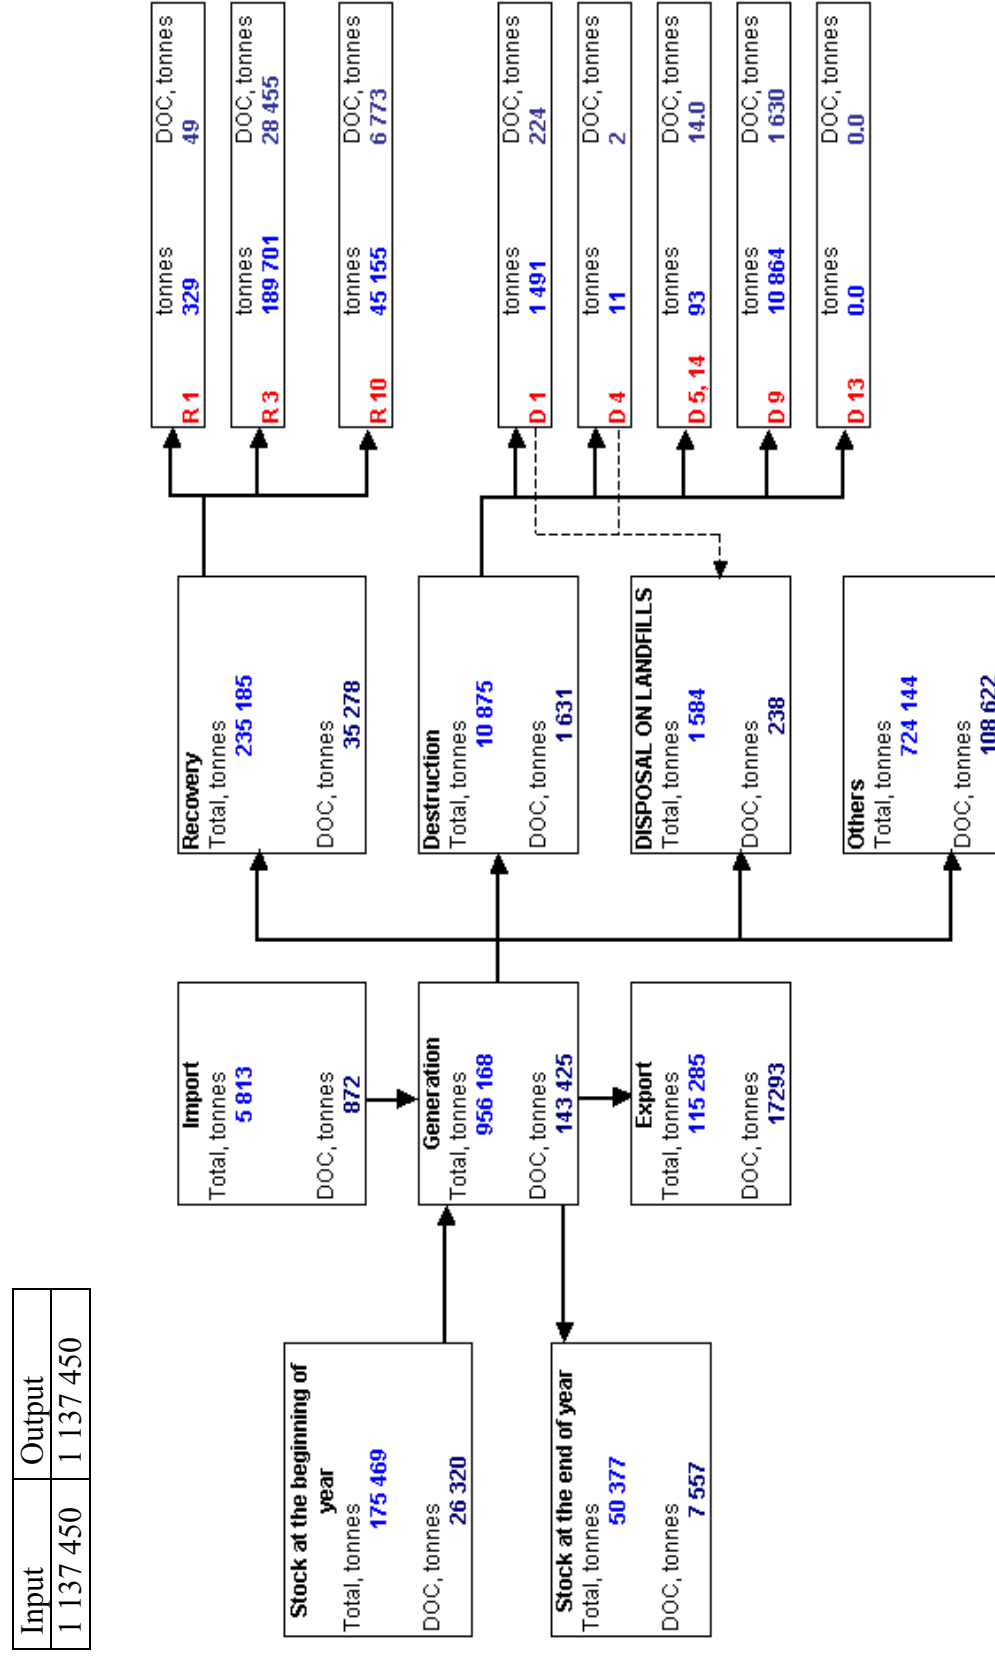 Input Output
1 137 450 1 137 450
Stock at the beginning of
year
Total, tonnes
175 469
DOC, tonnes
26 320
Stock at the end of year
Total, tonnes
50 377
DOC, tonnes
7 557
Import
Total, tonnes
5 813
DOC, tonnes
872
Generation
Total, tonnes
956 168
DOC, tonnes
143 425
Export
Total, tonnes
115 285
DOC, tonnes
17293
Recovery
Total, tonnes
235 185
DOC, tonnes
35 278
Destruction
Total, tonnes
10 875
DOC, tonnes
1 631
DISPOSAL ON LANDFILLS
Total, tonnes
1 584
DOC, tonnes
238
Others
Total, tonnes
724 144
DOC, tonnes
108 622
tonnes DOC, tonnes
R 1 329 49
tonnes DOC, tonnes
R 3 189 701 28 455
tonnes DOC, tonnes
R 10 45 155 6 773
tonnes DOC, tonnes
D 1 1 491 224
tonnes DOC, tonnes
D 4 11 2
tonnes DOC, tonnes
D 5, 14 93 14.0
tonnes DOC, tonnes
D 9 10 864 1 630
tonnes DOC, tonnes
D 13 0.0 0.0